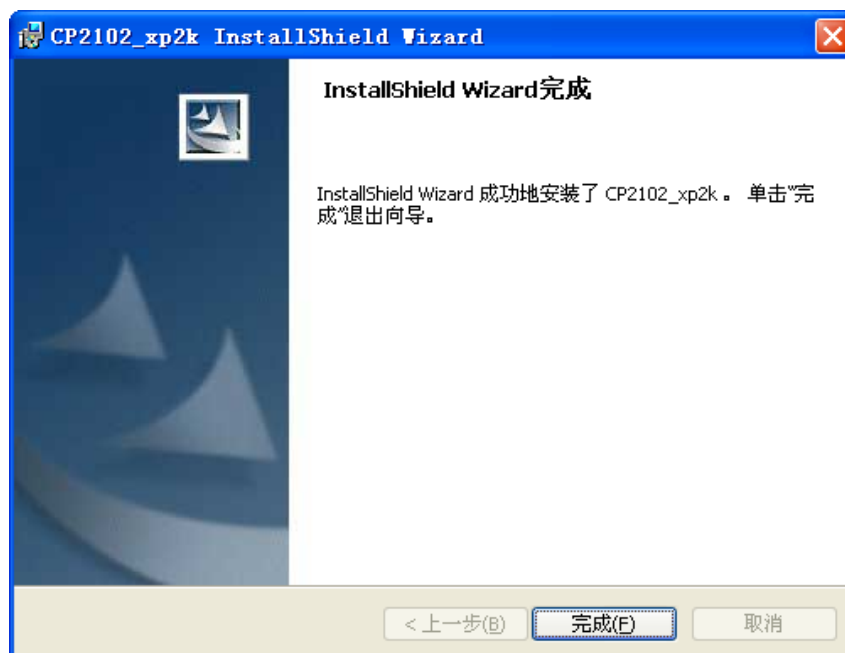 CP2102_xp2k InstallShield Wizard
InstallShield Wizard完成
InstallShield Wizard 成功地安装了 CP2102_xp2k。 单击“完
成”退出向导。
< 上一步(B)
完成(F)
取消